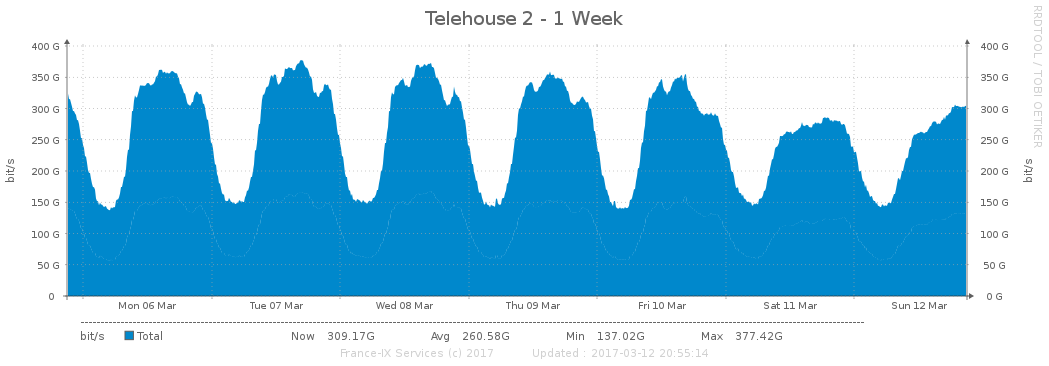 Telehouse 2 - 1 Week
RRDTOOL / TOBI OETIKER
400 G 400 G
350 G 350 G
300 G 300 G
250 G 250 G
200 G 200 G
150 G 150 G
100 G 100 G
50 G 50 G
0 0 G
bit/s bit/s
Mon 06 Mar Tue 07 Mar Wed 08 Mar Thu 09 Mar Fri 10 Mar Sat 11 Mar Sun 12 Mar
bit/s Total Now 309.17G Avg 260.58G Min 137.02G Max 377.42G
France-IX Services (c) 2017 Updated : 2017-03-12 20:55:14